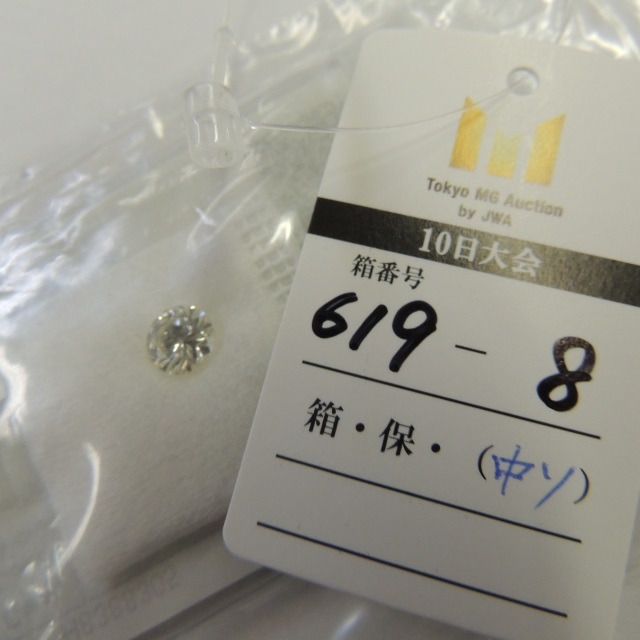 Tokyo MG Auction
by JWA
10日大会
箱番号
619 - 8
箱・保・(中ソ)